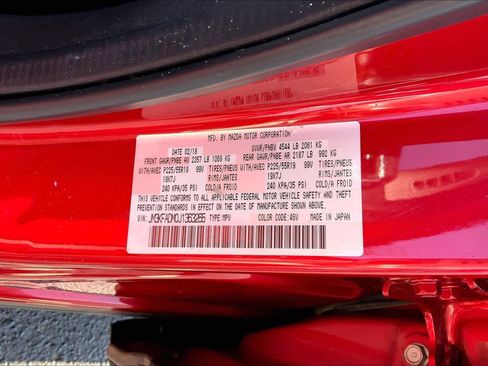 MFD. BY MAZDA MOTOR CORPORATION
DATE 02/18 GVWR/PNBV 4544 LB 2061 KG
FRONT GAWR/PNBE AV 2357 LB 1069 KG REAR GAWR/PNBE AR 2187 LB 992 KG
WITH/AVEC P225/55R19 99V TIRES/PNEUS WITH/AVEC P225/55R19 99V TIRES/PNEUS
19X7J RIMS/JANTES 19X7J RIMS/JANTES
240 KPA/35 PSI COLD/A FROID 240 KPA/35 PSI COLD/A FROID
THIS VEHICLE CONFORMS TO ALL APPLICABLE FEDERAL MOTOR VEHICLE SAFETY, BUMPER, AND
THEFT PREVENTION STANDARDS IN EFFECT ON THE DATE OF MANUFACTURE SHOWN ABOVE.
VIN: JM3KFADM0J1363265 TYPE: MPV COLOR: 46V MADE IN JAPAN